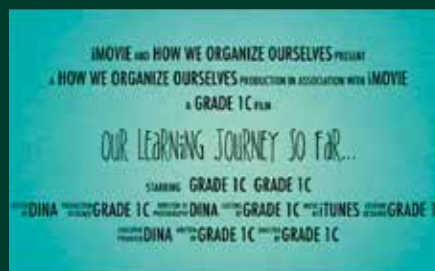 iMOVIE AND HOW WE ORGANIZE OURSELVES PRESENT
A HOW WE ORGANIZE OURSELVES PRODUCTION IN ASSOCIATION WITH iMOVIE
A GRADE 1C FILM
OUR LEARNING JOURNEY SO FAR...
STARRING GRADE 1C GRADE 1C
DINA GRADE 1C DINA GRADE 1C iTUNES GRADE 1
DINA GRADE 1C GRADE 1C